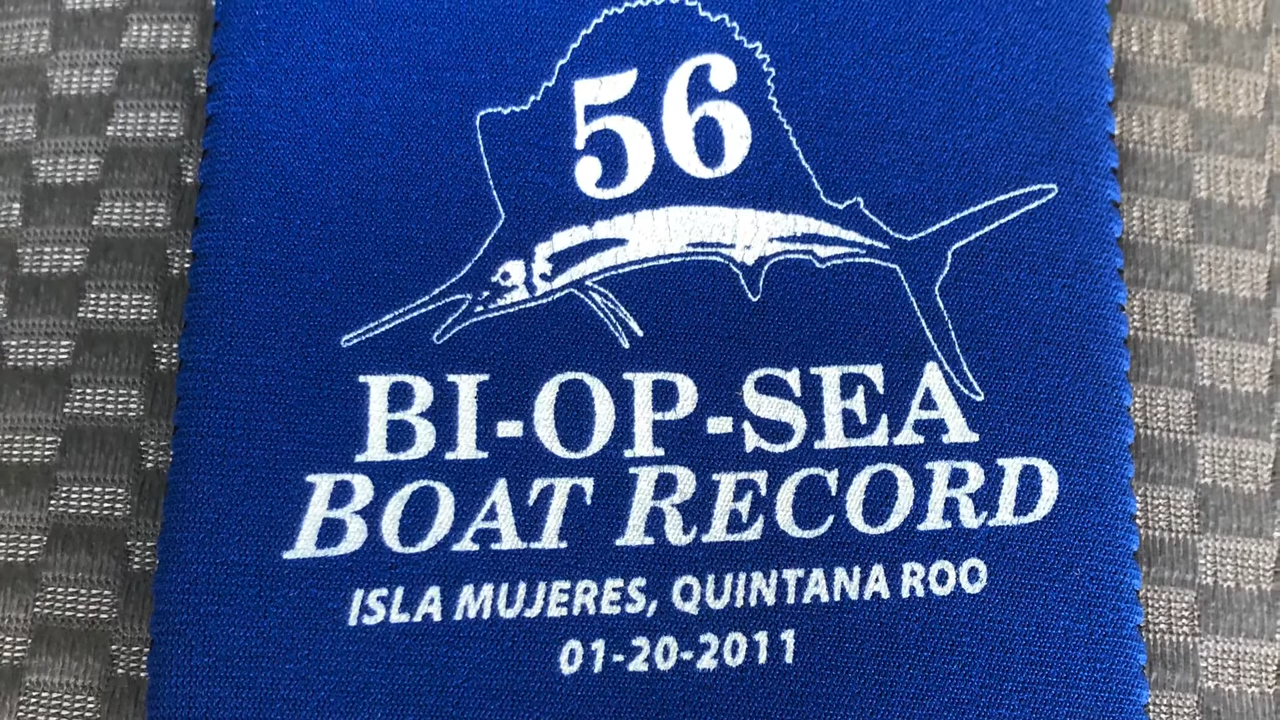 56
BI-OP-SEA
BOAT RECORD
ISLA MUJERES, QUINTANA ROO
01-20-2011